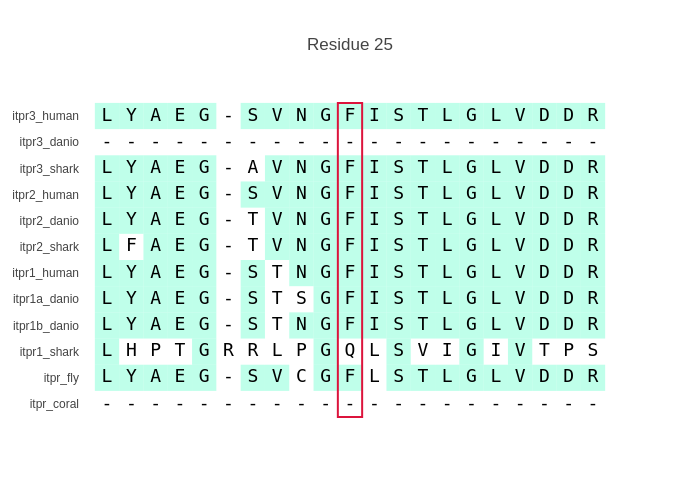 Residue 25
itpr3_human L Y A E G - S V N G F I S T L G L V D D R
itpr3_danio - - - - - - - - - - - - - - - - - - - - -
itpr3_shark L Y A E G - A V N G F I S T L G L V D D R
itpr2_human L Y A E G - S V N G F I S T L G L V D D R
itpr2_danio L Y A E G - T V N G F I S T L G L V D D R
itpr2_shark L F A E G - T V N G F I S T L G L V D D R
itpr1_human L Y A E G - S T N G F I S T L G L V D D R
itpr1a_danio L Y A E G - S T S G F I S T L G L V D D R
itpr1b_danio L Y A E G - S T N G F I S T L G L V D D R
itpr1_shark L H P T G R R L P G Q L S V I G I V T P S
itpr_fly L Y A E G - S V C G F L S T L G L V D D R
itpr_coral - - - - - - - - - - - - - - - - - - - - -